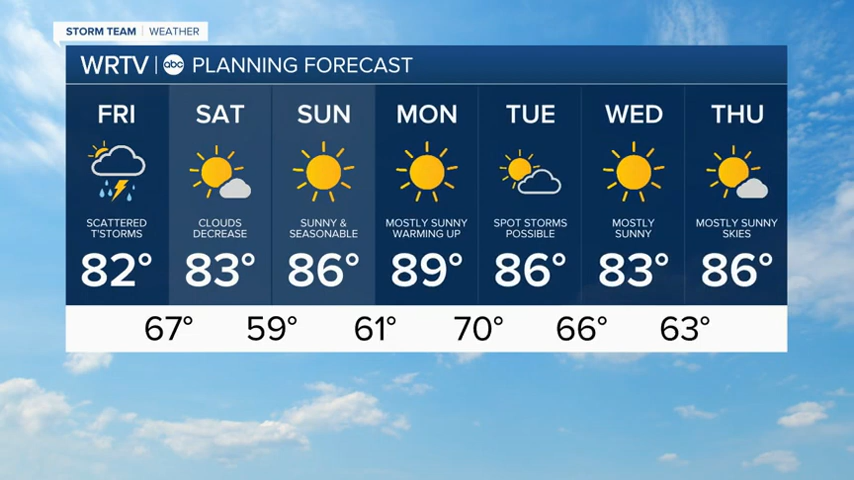 STORM TEAM | WEATHER
WRTV | abc PLANNING FORECAST
FRI SAT SUN MON TUE WED THU
SCATTERED T'STORMS
CLOUDS DECREASE
SUNNY & SEASONABLE
MOSTLY SUNNY WARMING UP
SPOT STORMS POSSIBLE
MOSTLY SUNNY
MOSTLY SUNNY SKIES
82° 83° 86° 89° 86° 83° 86°
67° 59° 61° 70° 66° 63°